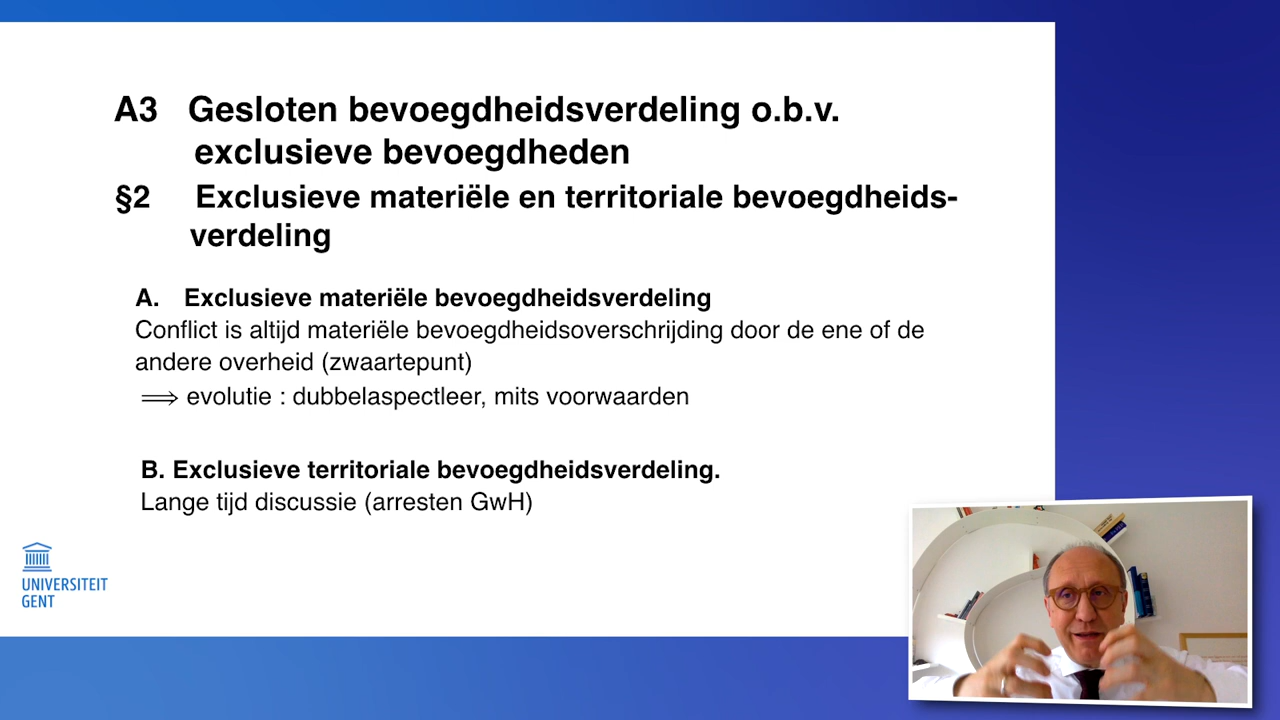 A3 Gesloten bevoegdheidsverdeling o.b.v.
exclusieve bevoegdheden
§2 Exclusieve materiële en territoriale bevoegdheids-
verdeling
A. Exclusieve materiële bevoegdheidsverdeling
Conflict is altijd materiële bevoegdheidsoverschrijding door de ene of de
andere overheid (zwaartepunt)
⟹ evolutie : dubbelaspectleer, mits voorwaarden
B. Exclusieve territoriale bevoegdheidsverdeling.
Lange tijd discussie (arresten GwH)
UNIVERSITEIT
GENT